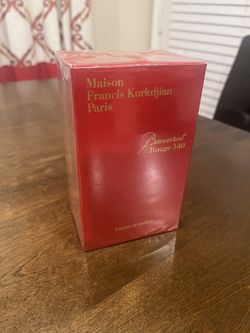 Maison
Francis Kurkdjian
Paris
Baccarat
Rouge 540
Extrait de parfum